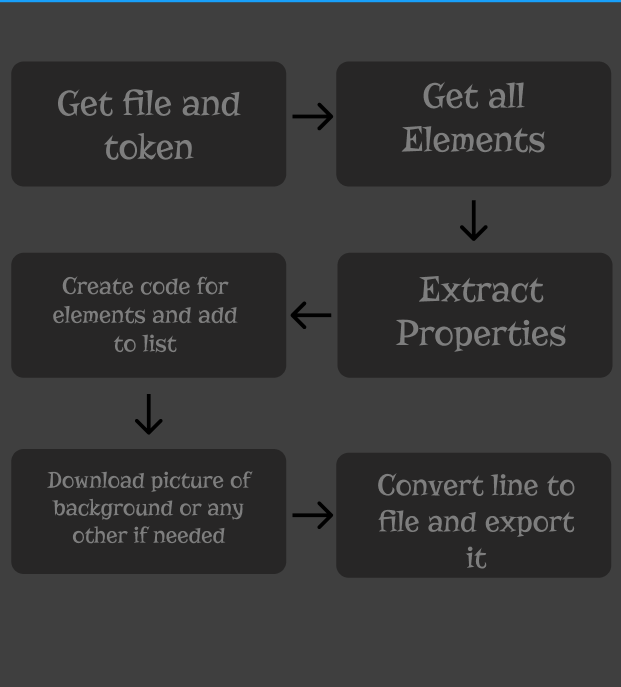 Get file and
token
Get all
Elements
Extract
Properties
Create code for
elements and add
to list
Download picture of
background or any
other if needed
Convert line to
file and export
it